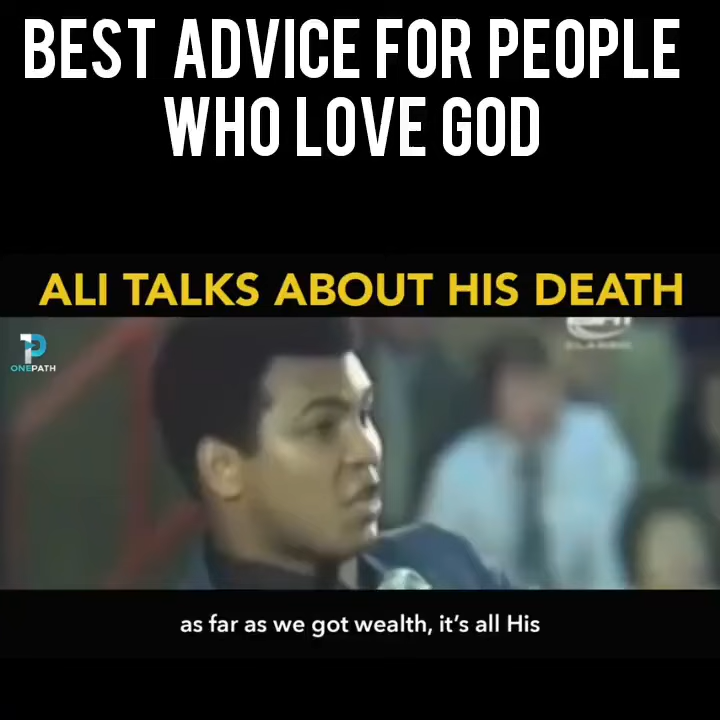 BEST ADVICE FOR PEOPLE
WHO LOVE GOD
ALI TALKS ABOUT HIS DEATH
ONEPATH
as far as we got wealth, it's all His